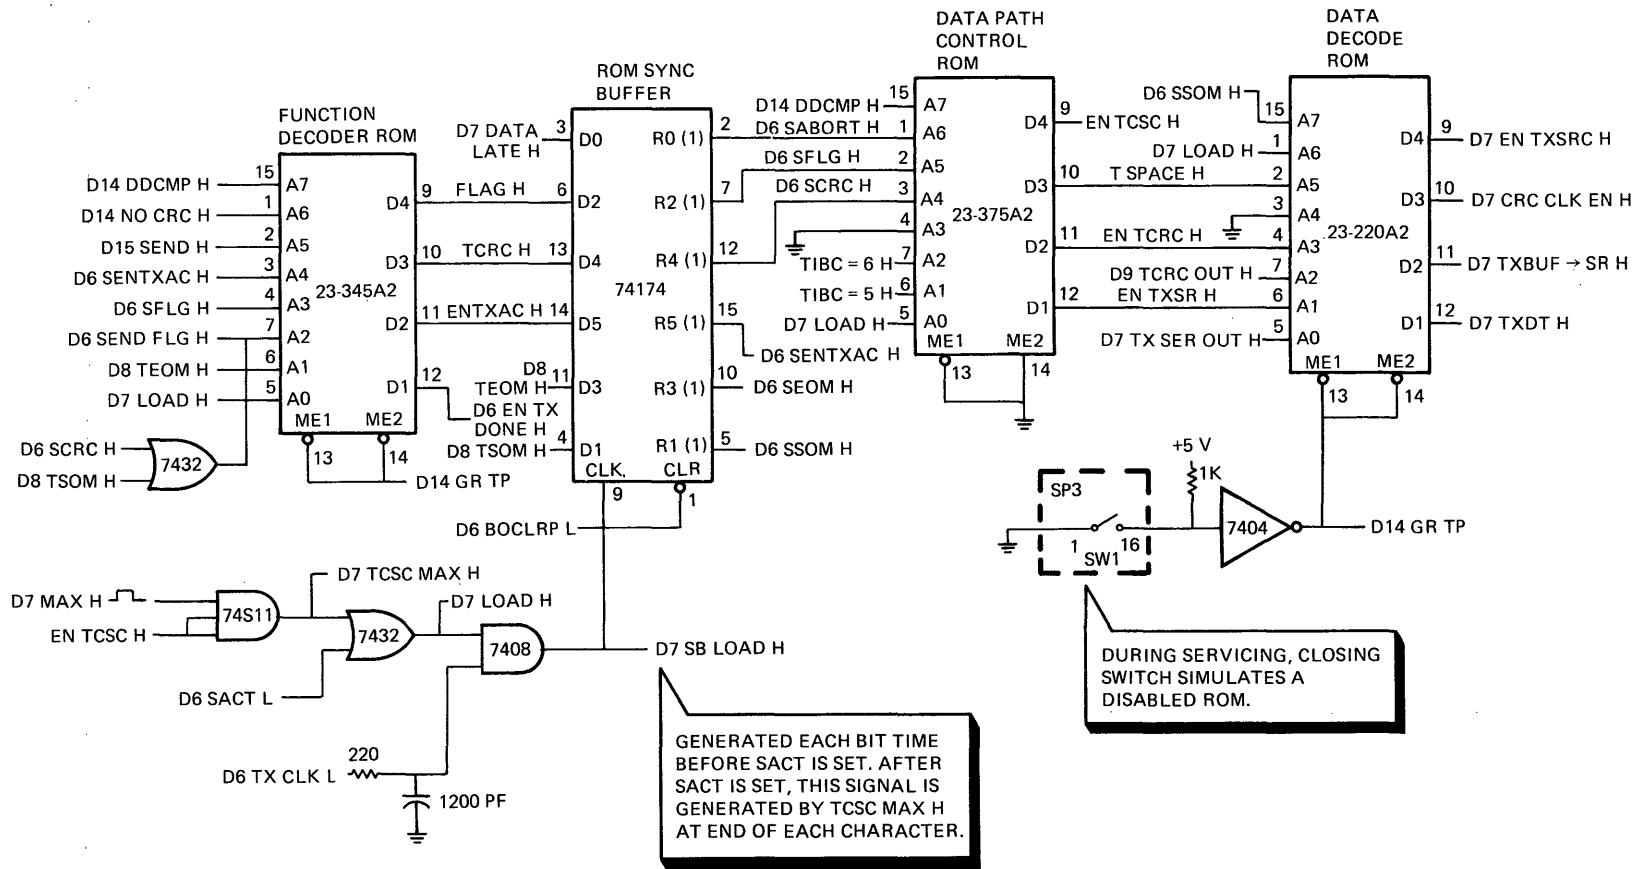 FUNCTION
DECODER ROM
D14 DDCMP H 15 A7
D14 NO CRC H 1 A6
D15 SEND H 2 A5
D6 SENTXAC H 3 A4
D6 SFLG H 4 A3
D6 SEND FLG H 7 A2
D8 TEOM H 6 A1
D7 LOAD H 5 A0
23-345A2
D4 9 FLAG H 6
D3 10 TCRC H 13
D2 11 ENTXAC H 14
D1 12
D6 EN TX
DONE H
ME1 ME2
13 14
D14 GR TP
D6 SCRC H
D8 TSOM H
7432
ROM SYNC
BUFFER
D7 DATA
LATE H
3 D0
D2
D4
D5
D8
TEOM H 11 D3
D8 TSOM H 4 D1
74174
R0 (1) 2 D6 SABORT H
R2 (1) 7 D6 SFLG H
R4 (1) 12 D6 SCRC H
R5 (1) 15
D6 SENTXAC H
R3 (1) 10 D6 SEOM H
R1 (1) 5 D6 SSOM H
CLK. CLR
9 1
D6 BOCLRP L
DATA PATH
CONTROL
ROM
D14 DDCMP H 15 A7
1 A6
2 A5
3 A4
4 A3
TIBC = 6 H 7 A2
TIBC = 5 H 6 A1
D7 LOAD H 5 A0
23-375A2
D4 9 EN TCSC H
D3 10 T SPACE H
D2 11 EN TCRC H
D1 12 EN TXSR H
ME1 ME2
13 14
DATA
DECODE
ROM
D6 SSOM H 15 A7
D7 LOAD H 1 A6
2 A5
3 A4
4 A3
D9 TCRC OUT H 7 A2
6 A1
D7 TX SER OUT H 5 A0
23-220A2
D4 9 D7 EN TXSRC H
D3 10 D7 CRC CLK EN H
D2 11 D7 TXBUF → SR H
D1 12 D7 TXDT H
ME1 ME2
13 14
+5 V
1K
SP3
1 16
SW1
7404
D14 GR TP
DURING SERVICING, CLOSING
SWITCH SIMULATES A
DISABLED ROM.
D7 MAX H
EN TCSC H
74S11
D7 TCSC MAX H
7432
D6 SACT L
D7 LOAD H
7408
D7 SB LOAD H
D6 TX CLK L
220
1200 PF
GENERATED EACH BIT TIME
BEFORE SACT IS SET. AFTER
SACT IS SET, THIS SIGNAL IS
GENERATED BY TCSC MAX H
AT END OF EACH CHARACTER.